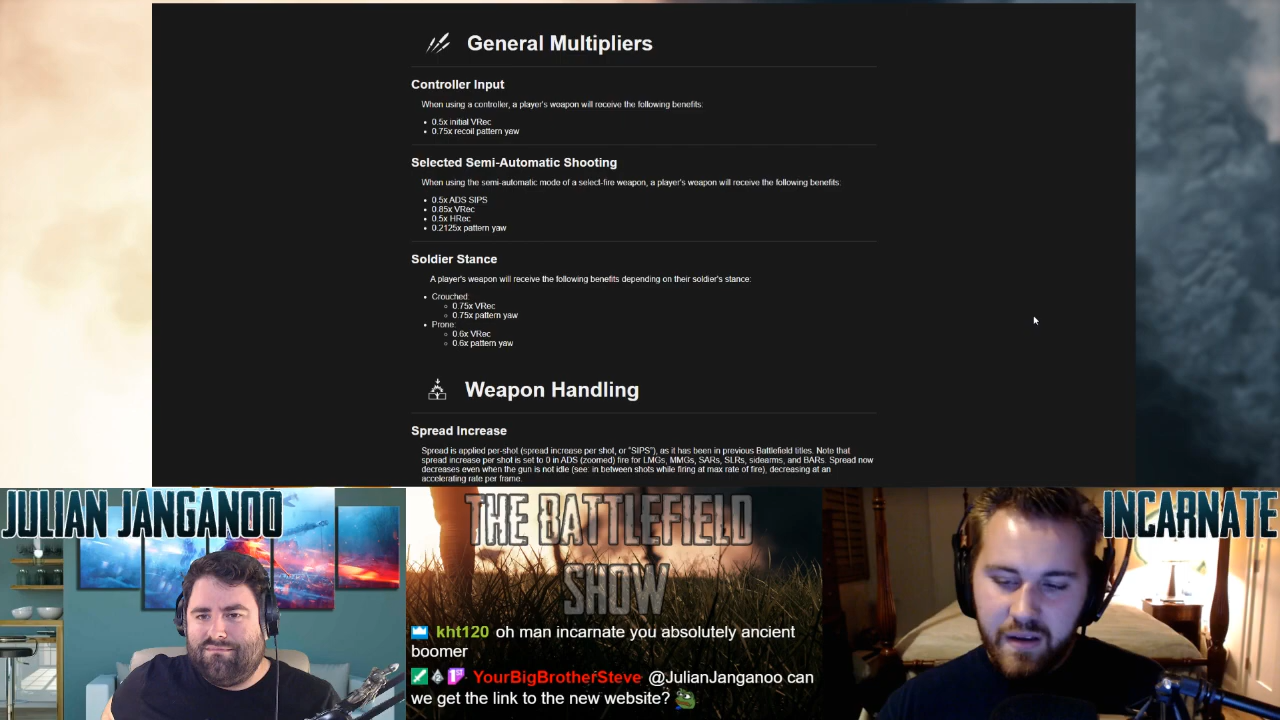 General Multipliers
Controller Input
When using a controller, a player's weapon will receive the following benefits:
• 0.5x initial VRec
• 0.75x recoil pattern yaw
Selected Semi-Automatic Shooting
When using the semi-automatic mode of a select-fire weapon, a player's weapon will receive the following benefits:
• 0.5x ADS SIPS
• 0.85x VRec
• 0.5x HRec
• 0.2125x pattern yaw
Soldier Stance
A player's weapon will receive the following benefits depending on their soldier's stance:
• Crouched:
○ 0.75x VRec
○ 0.75x pattern yaw
• Prone:
○ 0.6x VRec
○ 0.6x pattern yaw
Weapon Handling
Spread Increase
Spread is applied per-shot (spread increase per shot, or "SIPS"), as it has been in previous Battlefield titles. Note that
spread increase per shot is set to 0 in ADS (zoomed) fire for LMGs, MMGs, SARs, SLRs, sidearms, and BARs. Spread now
decreases even when the gun is not idle (see: in between shots while firing at max rate of fire), decreasing at an
accelerating rate per frame.
JULIAN JANGANOO
THE BATTLEFIELD
SHOW
INCARNATE
kht120 oh man incarnate you absolutely ancient
boomer
YourBigBrotherSteve @JulianJanganoo can
we get the link to the new website?